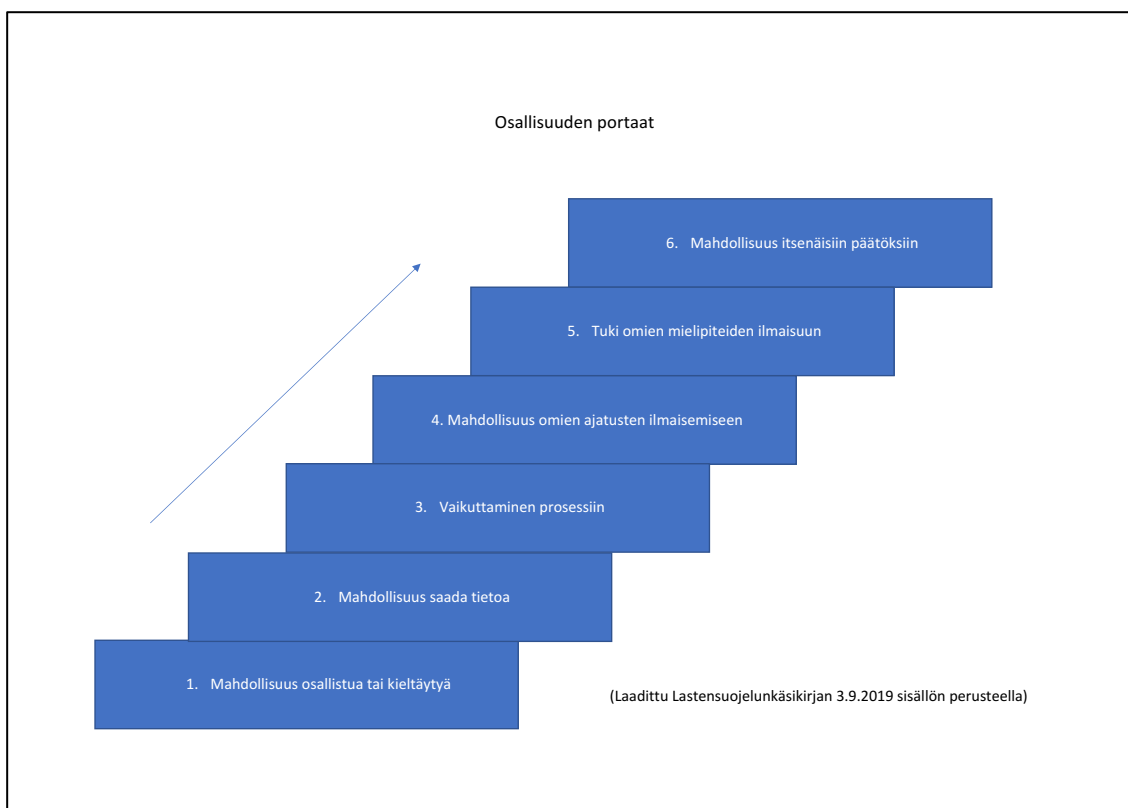 Osallisuuden portaat
6. Mahdollisuus itsenäisiin päätöksiin
5. Tuki omien mielipiteiden ilmaisuun
4. Mahdollisuus omien ajatusten ilmaisemiseen
3. Vaikuttaminen prosessiin
2. Mahdollisuus saada tietoa
1. Mahdollisuus osallistua tai kieltäytyä
(Laadittu Lastensuojelunkäsikirjan 3.9.2019 sisällön perusteella)